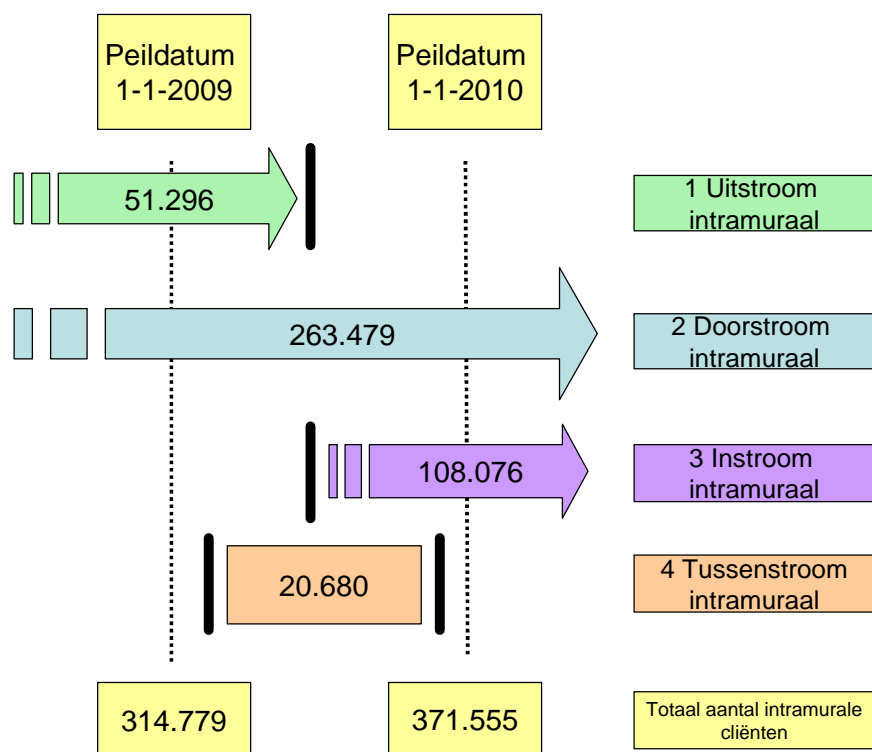 Peildatum
1-1-2009
Peildatum
1-1-2010
51.296
1 Uitstroom
intramuraal
263.479
2 Doorstroom
intramuraal
108.076
3 Instroom
intramuraal
20.680
4 Tussenstroom
intramuraal
314.779
371.555
Totaal aantal intramurale
cliënten